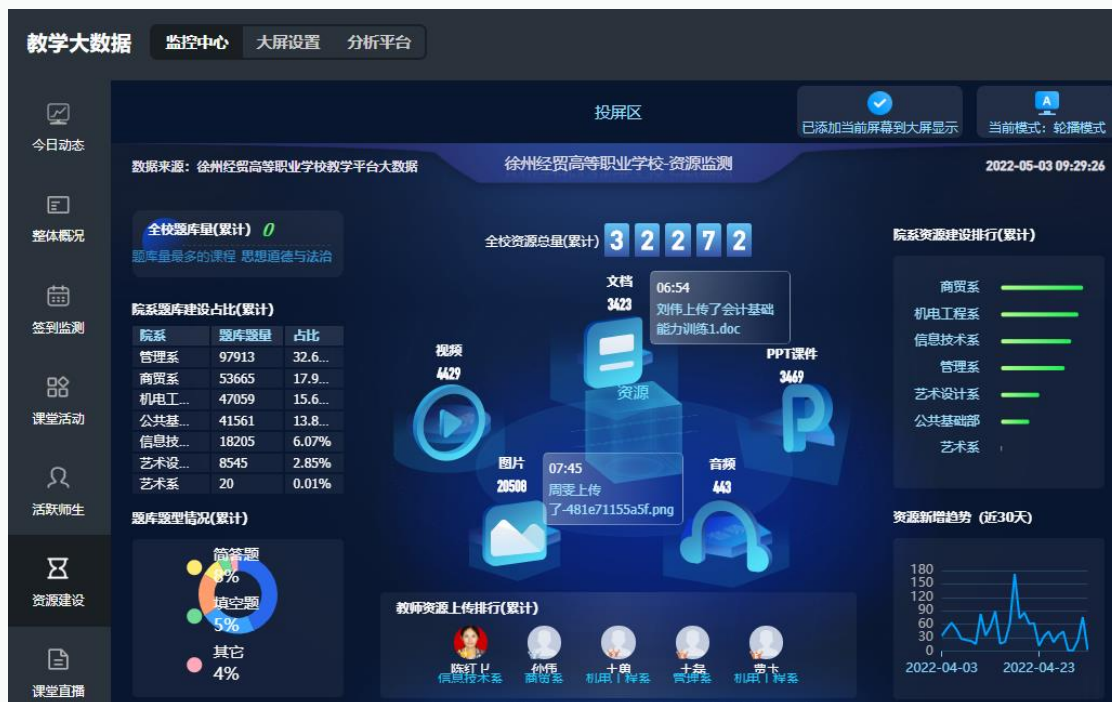 教学大数据 监控中心 大屏设置 分析平台
今日动态
整体概况
签到监测
课堂活动
活跃师生
资源建设
课堂直播
投屏区
已添加当前屏幕到大屏显示
A
当前模式：轮播模式
数据来源：徐州经贸高等职业学校教学平台大数据
徐州经贸高等职业学校-资源监测
2022-05-03 09:29:26
全校题库量(累计) 0
题库量最多的课程 思想道德与法治
院系题库建设占比(累计)
院系 题库题量 占比
管理系 97913 32.6...
商贸系 53665 17.9...
机电工... 47059 15.6...
公共基... 41561 13.8...
信息技... 18205 6.07%
艺术设... 8545 2.85%
艺术系 20 0.01%
题库题型情况(累计)
简答题
8%
填空题
5%
其它
4%
全校资源总量(累计) 32272
文档
3423
06:54
刘伟上传了会计基础
能力训练1.doc
视频
4429
PPT课件
3469
资源
图片
20508
07:45
周雯上传
了-481e71155a5f.png
音频
443
教师资源上传排行(累计)
信息技术系 商贸系 机电工程系 管理系 机电工程系
院系资源建设排行(累计)
商贸系
机电工程系
信息技术系
管理系
艺术设计系
公共基础部
艺术系
资源新增趋势（近30天）
180
150
120
90
60
30
0
2022-04-03 2022-04-23